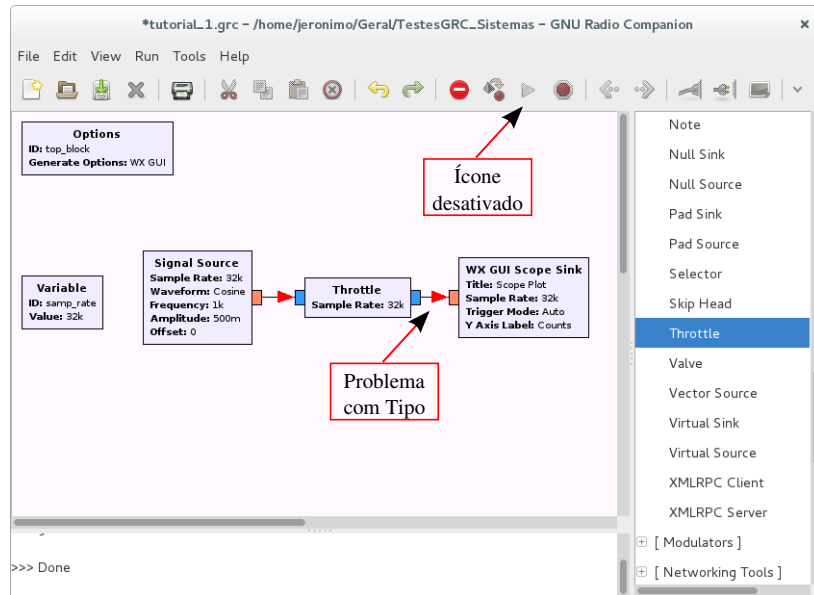 *tutorial_1.grc - /home/jeronimo/Geral/TestesGRC_Sistemas - GNU Radio Companion
File Edit View Run Tools Help
Options
ID: top_block
Generate Options: WX GUI
Ícone
desativado
Variable
ID: samp_rate
Value: 32k
Signal Source
Sample Rate: 32k
Waveform: Cosine
Frequency: 1k
Amplitude: 500m
Offset: 0
Throttle
Sample Rate: 32k
WX GUI Scope Sink
Title: Scope Plot
Sample Rate: 32k
Trigger Mode: Auto
Y Axis Label: Counts
Problema
com Tipo
>>> Done
Note
Null Sink
Null Source
Pad Sink
Pad Source
Selector
Skip Head
Throttle
Valve
Vector Source
Virtual Sink
Virtual Source
XMLRPC Client
XMLRPC Server
[ Modulators ]
[ Networking Tools ]